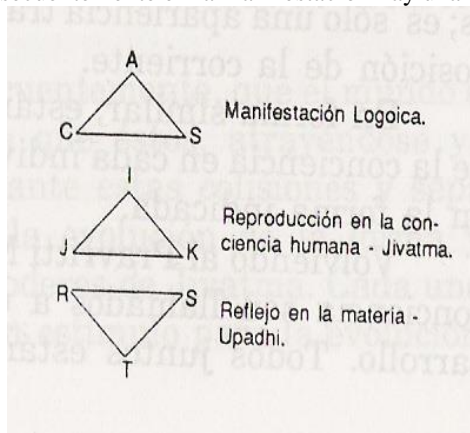 A
C S
Manifestación Logoica.
I
J K
Reproducción en la con-
ciencia humana - Jivatma.
R S
T
Reflejo en la materia -
Upadhi.